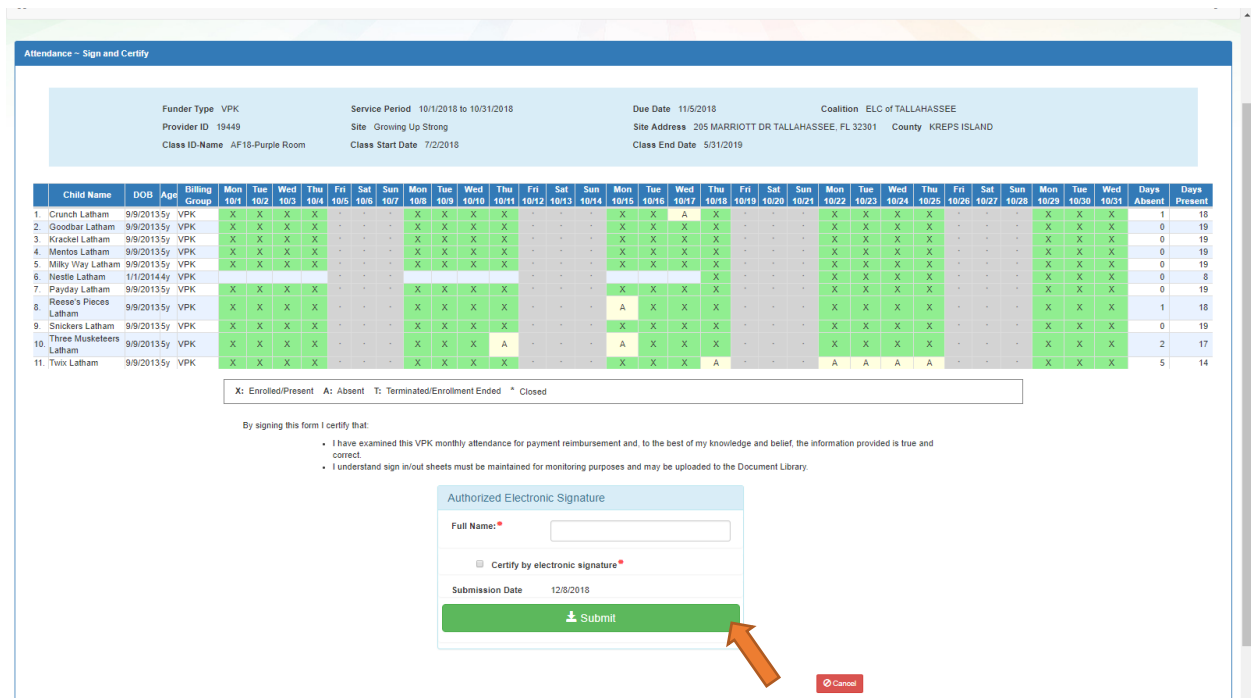 Attendance ~ Sign and Certify
Funder Type VPK Service Period 10/1/2018 to 10/31/2018 Due Date 11/5/2018 Coalition ELC of TALLAHASSEE
Provider ID 19449 Site Growing Up Strong Site Address 205 MARRIOTT DR TALLAHASSEE, FL 32301 County KREPS ISLAND
Class ID-Name AF18-Purple Room Class Start Date 7/2/2018 Class End Date 5/31/2019
Child Name DOB Age Billing Group Mon 10/1 Tue 10/2 Wed 10/3 Thu 10/4 Fri 10/5 Sat 10/6 Sun 10/7 Mon 10/8 Tue 10/9 Wed 10/10 Thu 10/11 Fri 10/12 Sat 10/13 Sun 10/14 Mon 10/15 Tue 10/16 Wed 10/17 Thu 10/18 Fri 10/19 Sat 10/20 Sun 10/21 Mon 10/22 Tue 10/23 Wed 10/24 Thu 10/25 Fri 10/26 Sat 10/27 Sun 10/28 Mon 10/29 Tue 10/30 Wed 10/31 Days Absent Days Present
1. Crunch Latham 9/9/2013 5y VPK X X X X - - - X X X X - - - X X A X - - - X X X X - - - X X X 1 18
2. Goodbar Latham 9/9/2013 5y VPK X X X X - - - X X X X - - - X X X X - - - X X X X - - - X X X 0 19
3. Krackel Latham 9/9/2013 5y VPK X X X X - - - X X X X - - - X X X X - - - X X X X - - - X X X 0 19
4. Mentos Latham 9/9/2013 5y VPK X X X X - - - X X X X - - - X X X X - - - X X X X - - - X X X 0 19
5. Milky Way Latham 9/9/2013 5y VPK X X X X - - - X X X X - - - X X X X - - - X X X X - - - X X X 0 19
6. Nestle Latham 1/1/2014 4y VPK - - - - - - X - - - X X X X - - - X X X 0 8
7. Payday Latham 9/9/2013 5y VPK X X X X - - - X X X X - - - X X X X - - - X X X X - - - X X X 0 19
8. Reese's Pieces Latham 9/9/2013 5y VPK X X X X - - - X X X X - - - A X X X - - - X X X X - - - X X X 1 18
9. Snickers Latham 9/9/2013 5y VPK X X X X - - - X X X X - - - X X X X - - - X X X X - - - X X X 0 19
10. Three Musketeers Latham 9/9/2013 5y VPK X X X X - - - X X X A - - - A X X X - - - X X X X - - - X X X 2 17
11. Twix Latham 9/9/2013 5y VPK X X X X - - - X X X X - - - X X X A - - - A A A A - - - X X X 5 14
X: Enrolled/Present A: Absent T: Terminated/Enrollment Ended * Closed
By signing this form I certify that:
• I have examined this VPK monthly attendance for payment reimbursement and, to the best of my knowledge and belief, the information provided is true and
correct.
• I understand sign in/out sheets must be maintained for monitoring purposes and may be uploaded to the Document Library.
Authorized Electronic Signature
Full Name:
Certify by electronic signature
Submission Date 12/8/2018
Submit
Cancel